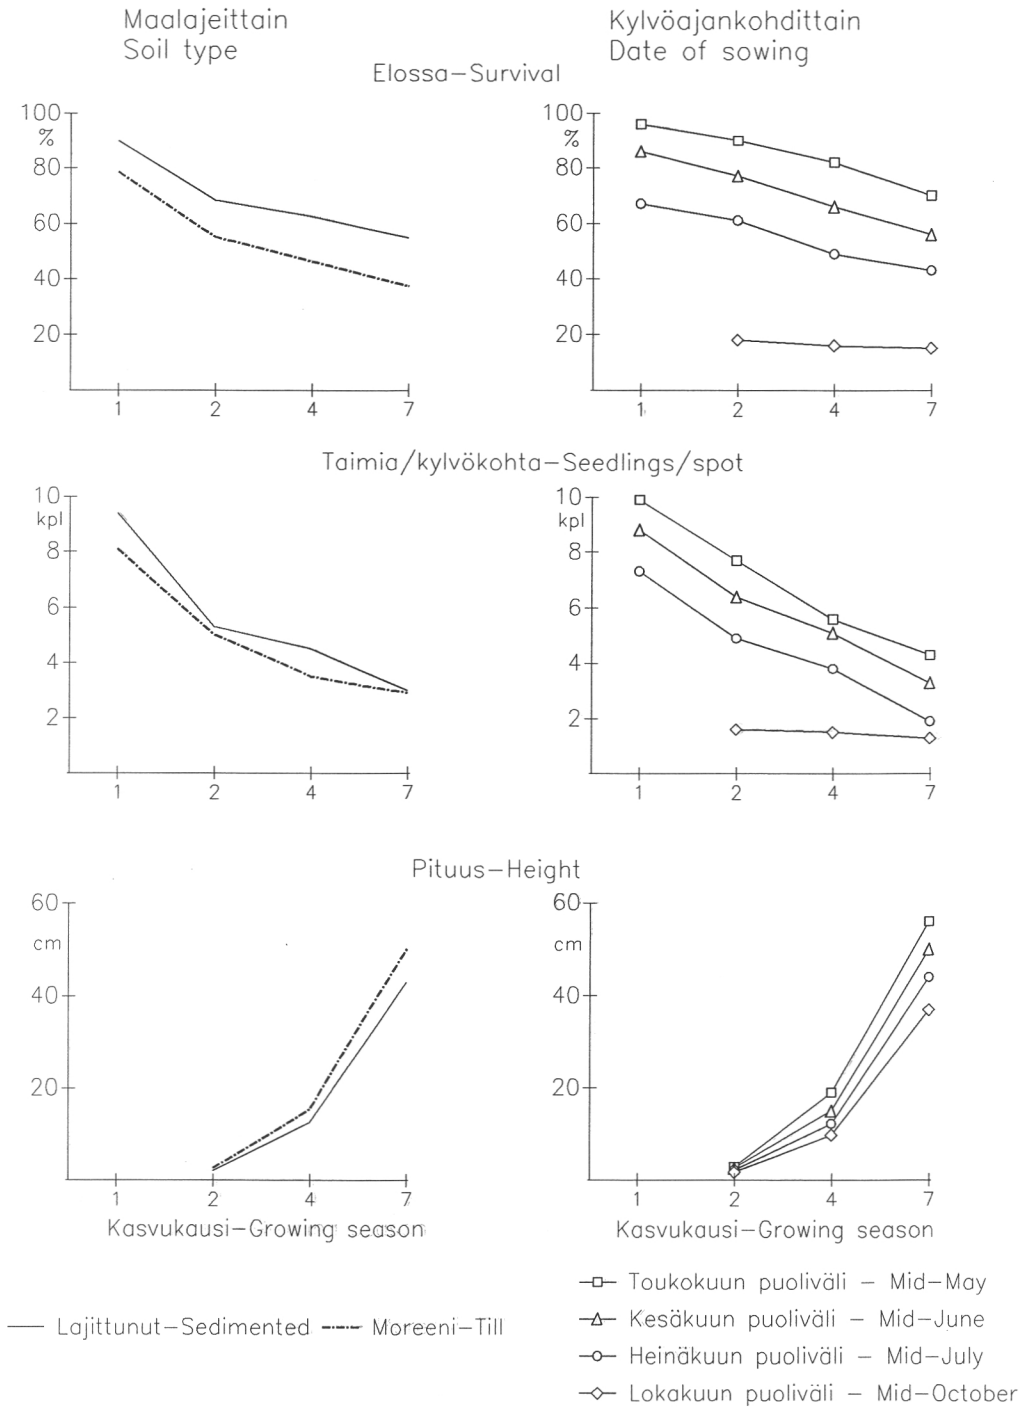 Maalajeittain
Soil type
Kylvöajankohdittain
Date of sowing
Elossa-Survival
100
%
80
60
40
20
1 2 4 7
100
%
80
60
40
20
1 2 4 7
Taimia/kylvökohta-Seedlings/spot
10
kpl
8
6
4
2
1 2 4 7
10
kpl
8
6
4
2
1 2 4 7
Pituus-Height
60
cm
40
20
1 2 4 7
Kasvukausi-Growing season
60
cm
40
20
1 2 4 7
Kasvukausi-Growing season
Lajittunut-Sedimented
Moreeni-Till
Toukokuun puoliväli - Mid-May
Kesäkuun puoliväli - Mid-June
Heinäkuun puoliväli - Mid-July
Lokakuun puoliväli - Mid-October